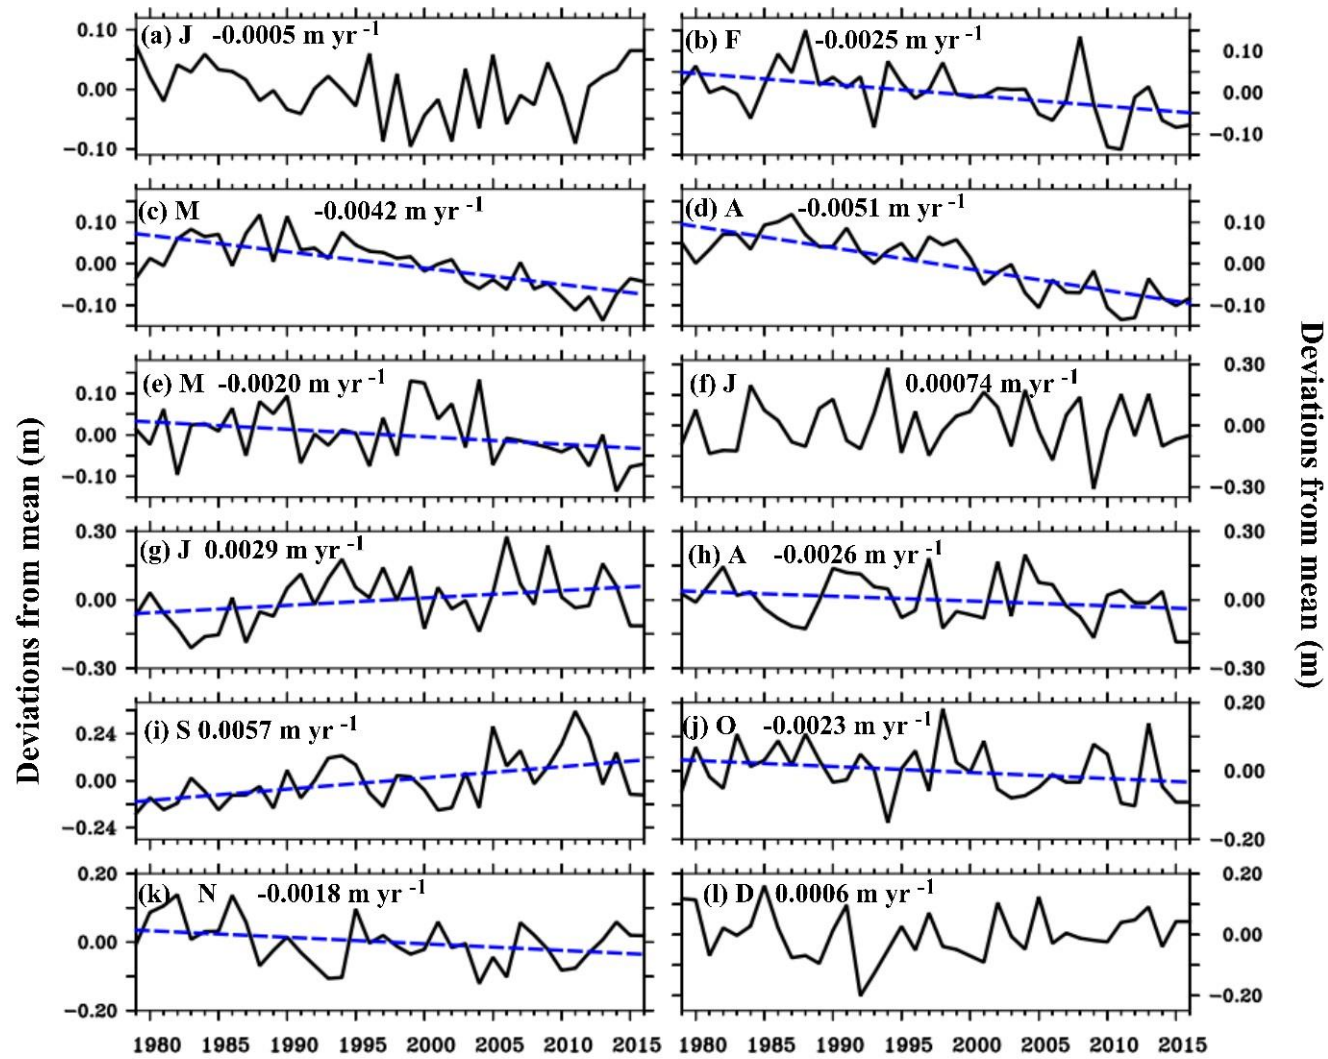 (a) J -0.0005 m yr -1
(b) F -0.0025 m yr -1
0.10
0.00
−0.10
0.10
0.00
−0.10
(c) M -0.0042 m yr -1
(d) A -0.0051 m yr -1
0.10
0.00
−0.10
0.10
0.00
−0.10
(e) M -0.0020 m yr -1
(f) J 0.00074 m yr -1
0.10
0.00
−0.10
0.30
0.00
−0.30
(g) J 0.0029 m yr -1
(h) A -0.0026 m yr -1
0.30
0.00
−0.30
0.30
0.00
−0.30
(i) S 0.0057 m yr -1
(j) O -0.0023 m yr -1
0.24
0.00
−0.24
0.20
0.00
−0.20
(k) N -0.0018 m yr -1
(l) D 0.0006 m yr -1
0.20
0.00
−0.20
0.20
0.00
−0.20
1980 1985 1990 1995 2000 2005 2010 2015
1980 1985 1990 1995 2000 2005 2010 2015
Deviations from mean (m)
Deviations from mean (m)